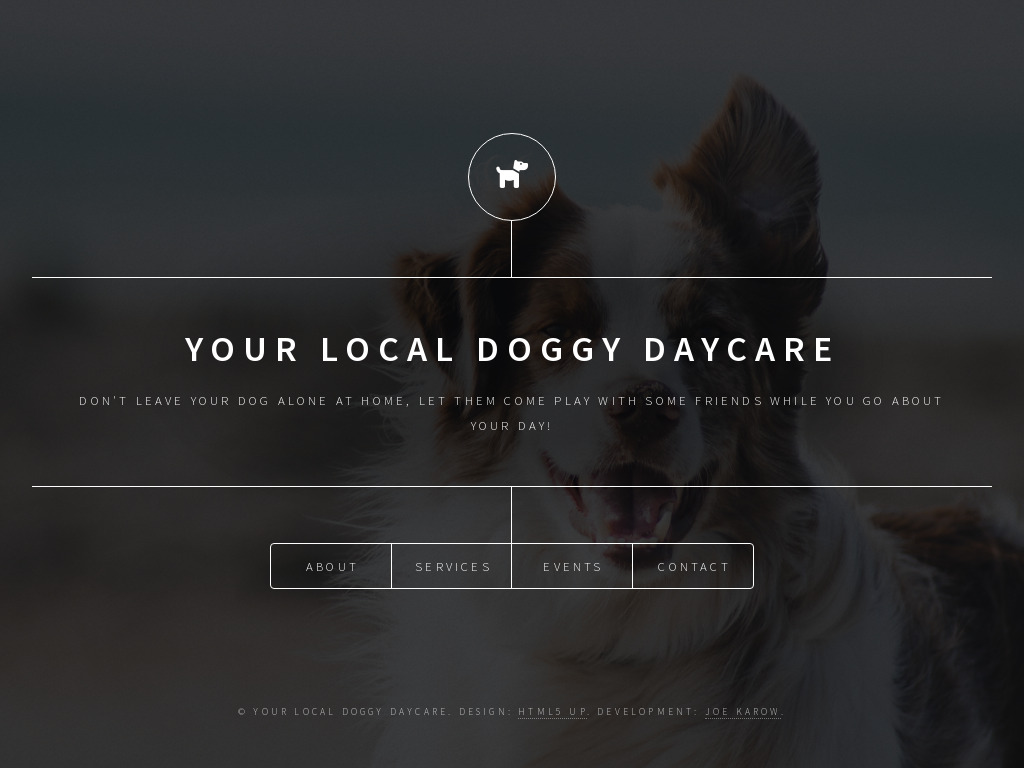 YOUR LOCAL DOGGY DAYCARE
DON'T LEAVE YOUR DOG ALONE AT HOME, LET THEM COME PLAY WITH SOME FRIENDS WHILE YOU GO ABOUT
YOUR DAY!
ABOUT SERVICES EVENTS CONTACT
© YOUR LOCAL DOGGY DAYCARE. DESIGN: HTML5 UP. DEVELOPMENT: JOE KAROW.